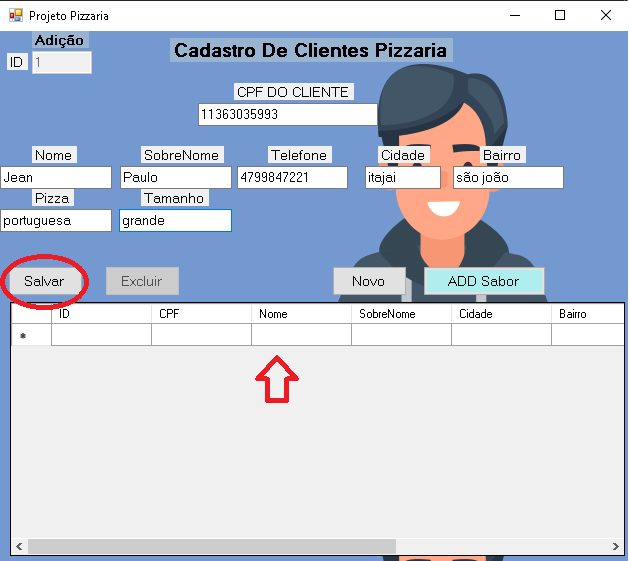 Projeto Pizzaria
Adição
Cadastro De Clientes Pizzaria
ID 1
CPF DO CLIENTE
11363035993
Nome SobreNome Telefone Cidade Bairro
Jean Paulo 4799847221 itajai são joão
Pizza Tamanho
portuguesa grande
Salvar Excluir Novo ADD Sabor
ID CPF Nome SobreNome Cidade Bairro